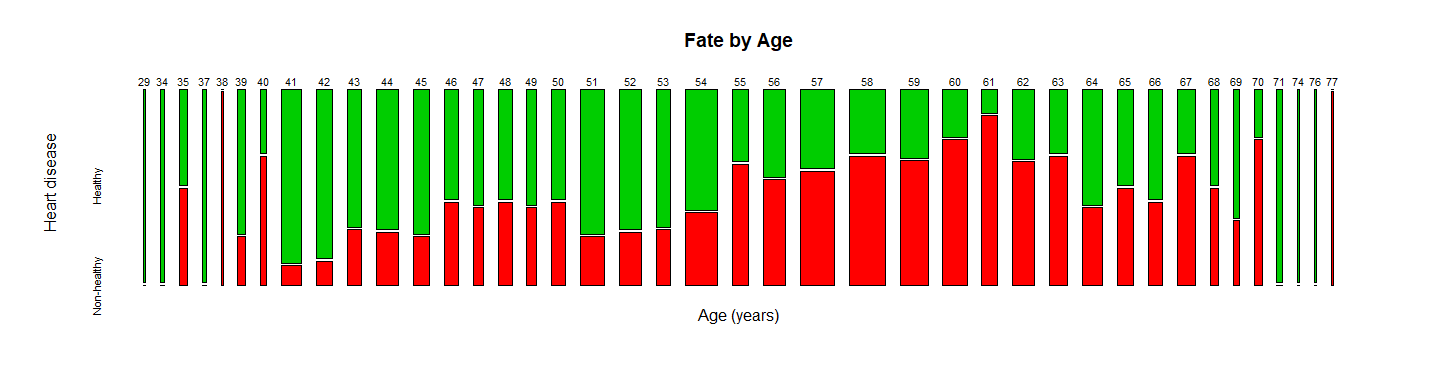 Fate by Age
29 34 35 37 38 39 40 41 42 43 44 45 46 47 48 49 50 51 52 53 54 55 56 57 58 59 60 61 62 63 64 65 66 67 68 69 70 71 74 76 77
Heart disease
Healthy
Non-healthy
Age (years)